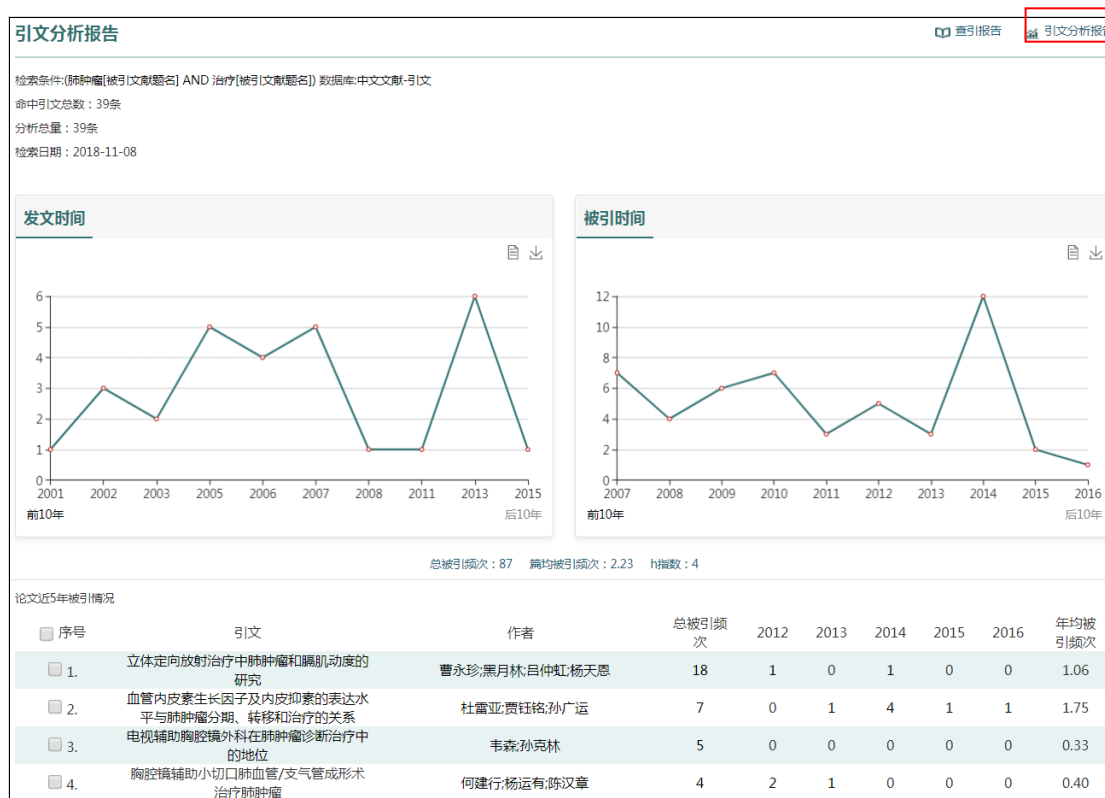 引文分析报告
查引报告
引文分析报告
检索条件:(肺肿瘤[被引文献题名] AND 治疗[被引文献题名]) 数据库:中文文献-引文
命中引文总数：39条
分析总量：39条
检索日期：2018-11-08
发文时间
6
5
4
3
2
1
0
2001 2002 2003 2005 2006 2007 2008 2011 2013 2015
前10年 后10年
被引时间
12
10
8
6
4
2
0
2007 2008 2009 2010 2011 2012 2013 2014 2015 2016
前10年 后10年
总被引频次：87 篇均被引频次：2.23 h指数：4
论文近5年被引情况
序号 引文 作者 总被引频次 2012 2013 2014 2015 2016 年均被引频次
1. 立体定向放射治疗中肺肿瘤和膈肌动度的
研究 曹永珍;黑月林;吕仲虹;杨天恩 18 1 0 1 0 0 1.06
2. 血管内皮素生长因子及内皮抑素的表达水
平与肺肿瘤分期、转移和治疗的关系 杜雷亚;贾钰铭;孙广运 7 0 1 4 1 1 1.75
3. 电视辅助胸腔镜外科在肺肿瘤诊断治疗中
的地位 韦森;孙克林 5 0 0 0 0 0 0.33
4. 胸腔镜辅助小切口肺血管/支气管成形术
治疗肺肿瘤 何建行;杨运有;陈汉章 4 2 1 0 0 0 0.40